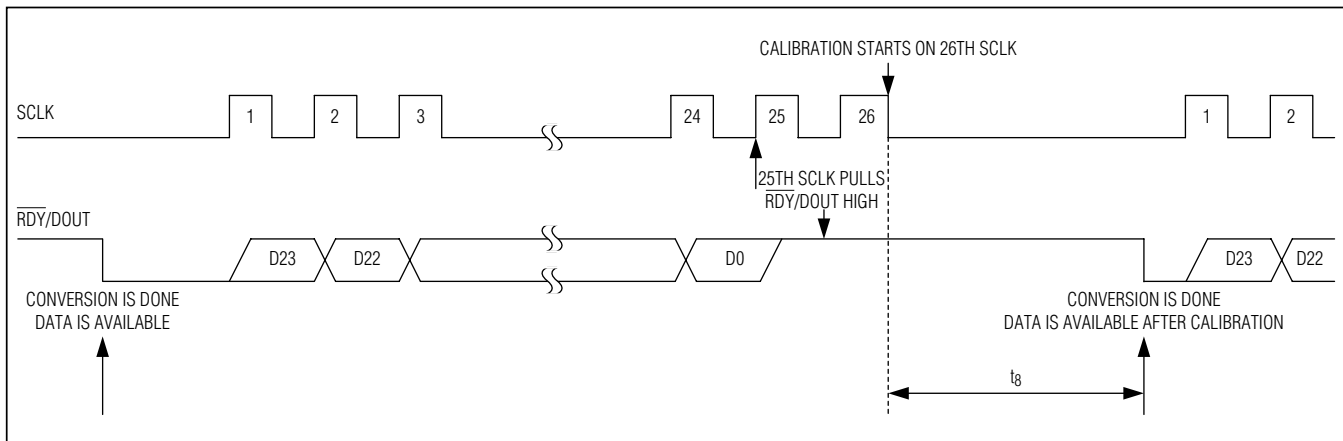 CALIBRATION STARTS ON 26TH SCLK
SCLK
1
2
3
24
25
26
1
2
25TH SCLK PULLS
RDY/DOUT HIGH
RDY/DOUT
D23
D22
D0
D23
D22
CONVERSION IS DONE
DATA IS AVAILABLE
CONVERSION IS DONE
DATA IS AVAILABLE AFTER CALIBRATION
t8